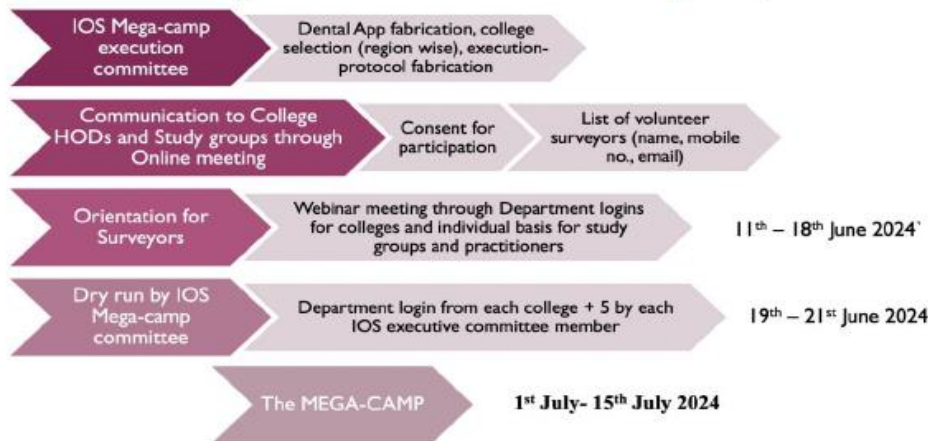 IOS Mega-camp
execution
committee
Dental App fabrication, college
selection (region wise), execution-
protocol fabrication
Communication to College
HODs and Study groups through
Online meeting
Consent for
participation
List of volunteer
surveyors (name, mobile
no., email)
Orientation for
Surveyors
Webinar meeting through Department logins
for colleges and individual basis for study
groups and practitioners
11th – 18th June 2024`
Dry run by IOS
Mega-camp
committee
Department login from each college + 5 by each
IOS executive committee member
19th – 21st June 2024
The MEGA-CAMP
1st July- 15th July 2024